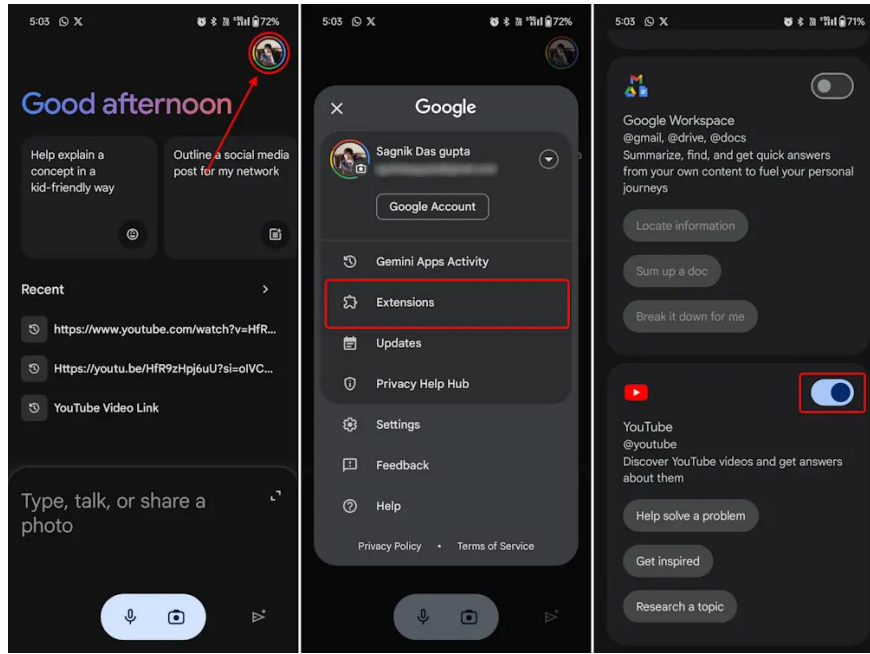 5:03 72%
Good afternoon
Help explain a
concept in a
kid-friendly way
Outline a social media
post for my network
Recent
https://www.youtube.com/watch?v=HfR...
Https://youtu.be/HfR9zHpj6uU?si=oIVC...
YouTube Video Link
Type, talk, or share a
photo
5:03 72%
Google
Sagnik Das gupta
Google Account
Gemini Apps Activity
Extensions
Updates
Privacy Help Hub
Settings
Feedback
Help
Privacy Policy • Terms of Service
5:03 71%
Google Workspace
@gmail, @drive, @docs
Summarize, find, and get quick answers
from your own content to fuel your personal
journeys
Locate information
Sum up a doc
Break it down for me
YouTube
@youtube
Discover YouTube videos and get answers
about them
Help solve a problem
Get inspired
Research a topic